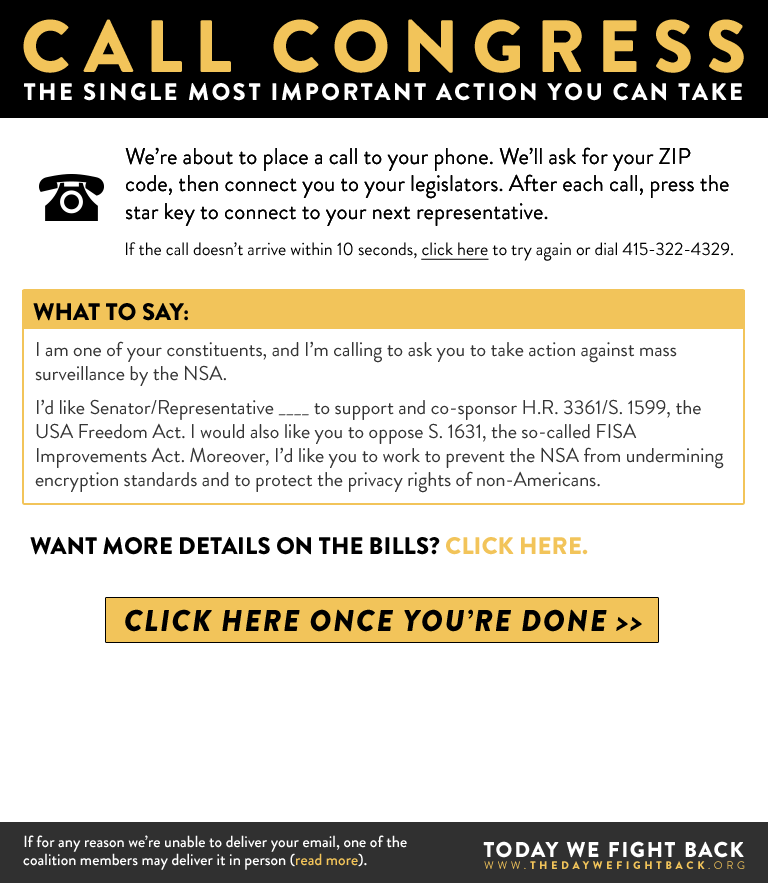 CALL CONGRESS
THE SINGLE MOST IMPORTANT ACTION YOU CAN TAKE
We’re about to place a call to your phone. We’ll ask for your ZIP
code, then connect you to your legislators. After each call, press the
star key to connect to your next representative.
If the call doesn’t arrive within 10 seconds, click here to try again or dial 415-322-4329.
WHAT TO SAY:
I am one of your constituents, and I’m calling to ask you to take action against mass
surveillance by the NSA.
I’d like Senator/Representative ____ to support and co-sponsor H.R. 3361/S. 1599, the
USA Freedom Act. I would also like you to oppose S. 1631, the so-called FISA
Improvements Act. Moreover, I’d like you to work to prevent the NSA from undermining
encryption standards and to protect the privacy rights of non-Americans.
WANT MORE DETAILS ON THE BILLS? CLICK HERE.
CLICK HERE ONCE YOU’RE DONE >>
If for any reason we’re unable to deliver your email, one of the
coalition members may deliver it in person (read more).
TODAY WE FIGHT BACK
WWW.THEDAYWEFIGHTBACK.ORG